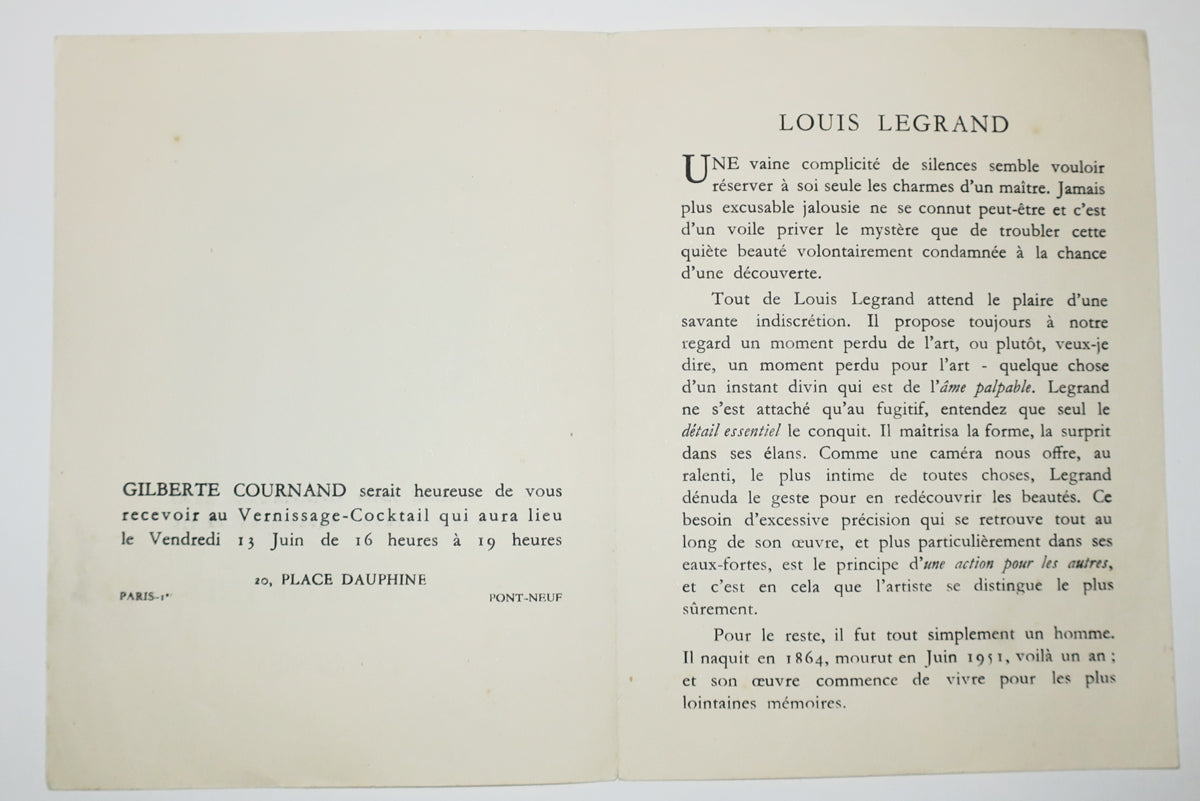 GILBERTE COURNAND serait heureuse de vous
recevoir au Vernissage-Cocktail qui aura lieu
le Vendredi 13 Juin de 16 heures à 19 heures
20, PLACE DAUPHINE
PARIS-1er PONT-NEUF
LOUIS LEGRAND
UNE vaine complicité de silences semble vouloir
réserver à soi seule les charmes d'un maître. Jamais
plus excusable jalousie ne se connut peut-être et c'est
d'un voile priver le mystère que de troubler cette
quiète beauté volontairement condamnée à la chance
d'une découverte.
Tout de Louis Legrand attend le plaire d'une
savante indiscrétion. Il propose toujours à notre
regard un moment perdu de l'art, ou plutôt, veux-je
dire, un moment perdu pour l'art - quelque chose
d'un instant divin qui est de l'âme palpable. Legrand
ne s'est attaché qu'au fugitif, entendez que seul le
détail essentiel le conquit. Il maîtrisa la forme, la surprit
dans ses élans. Comme une caméra nous offre, au
ralenti, le plus intime de toutes choses, Legrand
dénuda le geste pour en redécouvrir les beautés. Ce
besoin d'excessive précision qui se retrouve tout au
long de son œuvre, et plus particulièrement dans ses
eaux-fortes, est le principe d'une action pour les autres,
et c'est en cela que l'artiste se distingue le plus
sûrement.
Pour le reste, il fut tout simplement un homme.
Il naquit en 1864, mourut en Juin 1951, voilà un an ;
et son œuvre commence de vivre pour les plus
lointaines mémoires.